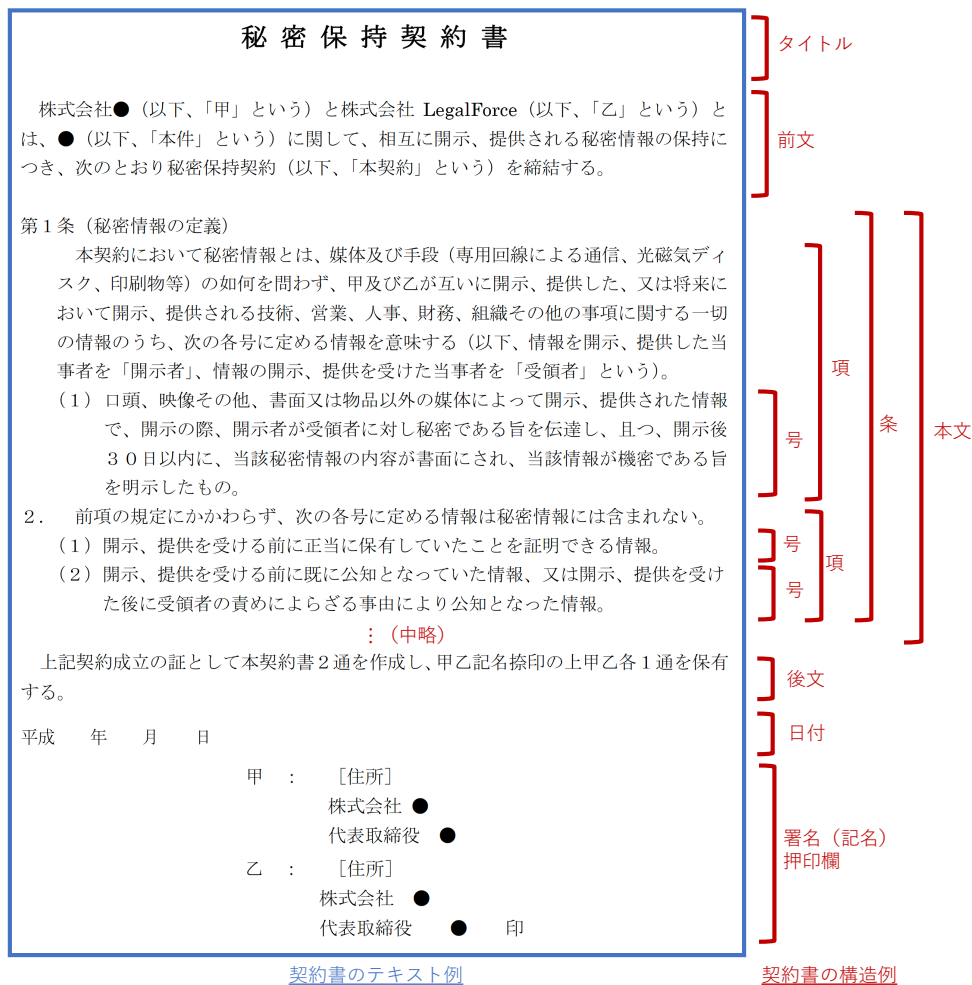 秘密保持契約書
株式会社●（以下、「甲」という）と株式会社 LegalForce（以下、「乙」という）と
は、●（以下、「本件」という）に関して、相互に開示、提供される秘密情報の保持に
つき、次のとおり秘密保持契約（以下、「本契約」という）を締結する。
第１条（秘密情報の定義）
本契約において秘密情報とは、媒体及び手段（専用回線による通信、光磁気ディ
スク、印刷物等）の如何を問わず、甲及び乙が互いに開示、提供した、又は将来に
おいて開示、提供される技術、営業、人事、財務、組織その他の事項に関する一切
の情報のうち、次の各号に定める情報を意味する（以下、情報を開示、提供した当
事者を「開示者」、情報の開示、提供を受けた当事者を「受領者」という）。
（１）口頭、映像その他、書面又は物品以外の媒体によって開示、提供された情報
で、開示の際、開示者が受領者に対し秘密である旨を伝達し、且つ、開示後
３０日以内に、当該秘密情報の内容が書面にされ、当該情報が機密である旨
を明示したもの。
２． 前項の規定にかかわらず、次の各号に定める情報は秘密情報には含まれない。
（１）開示、提供を受ける前に正当に保有していたことを証明できる情報。
（２）開示、提供を受ける前に既に公知となっていた情報、又は開示、提供を受け
た後に受領者の責めによらざる事由により公知となった情報。
⋮（中略）
上記契約成立の証として本契約書２通を作成し、甲乙記名捺印の上甲乙各１通を保有
する。
平成 年 月 日
甲 ： ［住所］
株式会社 ●
代表取締役 ●
乙 ： ［住所］
株式会社 ●
代表取締役 ● 印
契約書のテキスト例
タイトル
前文
項
号
条
本文
号
項
号
後文
日付
署名（記名）
押印欄
契約書の構造例